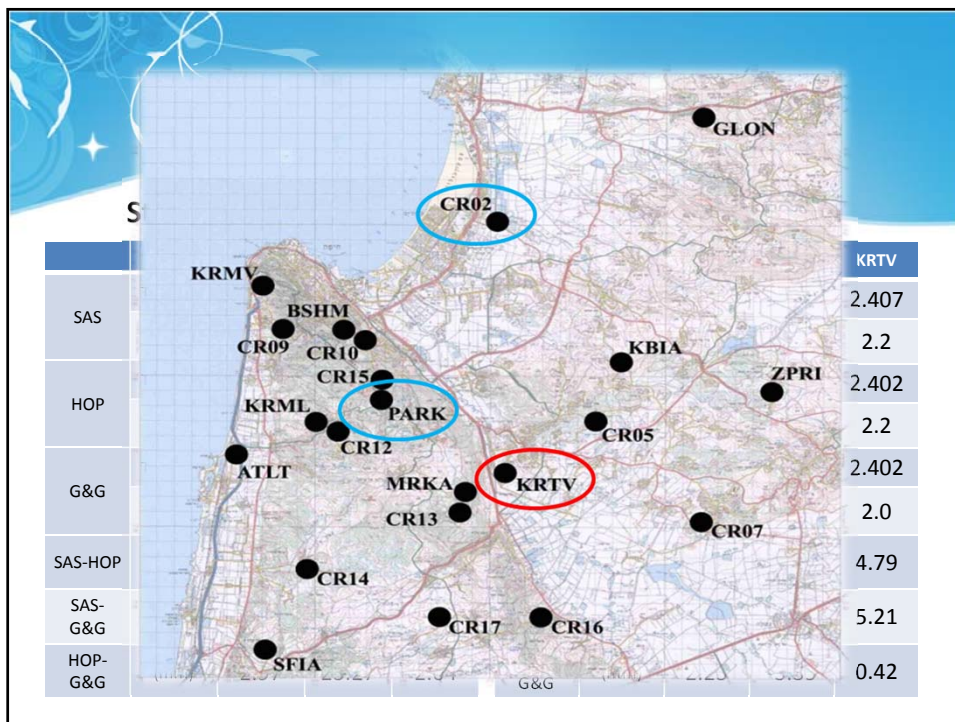 GLON
CR02
S
KRTV
KRMV
2.407
SAS
BSHM
2.2
CR09
CR10
KBIA
CR15
ZPRI
2.402
HOP
PARK
KRML
2.2
CR05
CR12
ATLT
2.402
G&G
MRKA
KRTV
2.0
CR13
CR07
SAS-HOP
4.79
CR14
SAS-
G&G
5.21
CR17
CR16
SFIA
HOP-
G&G
0.42
G&G